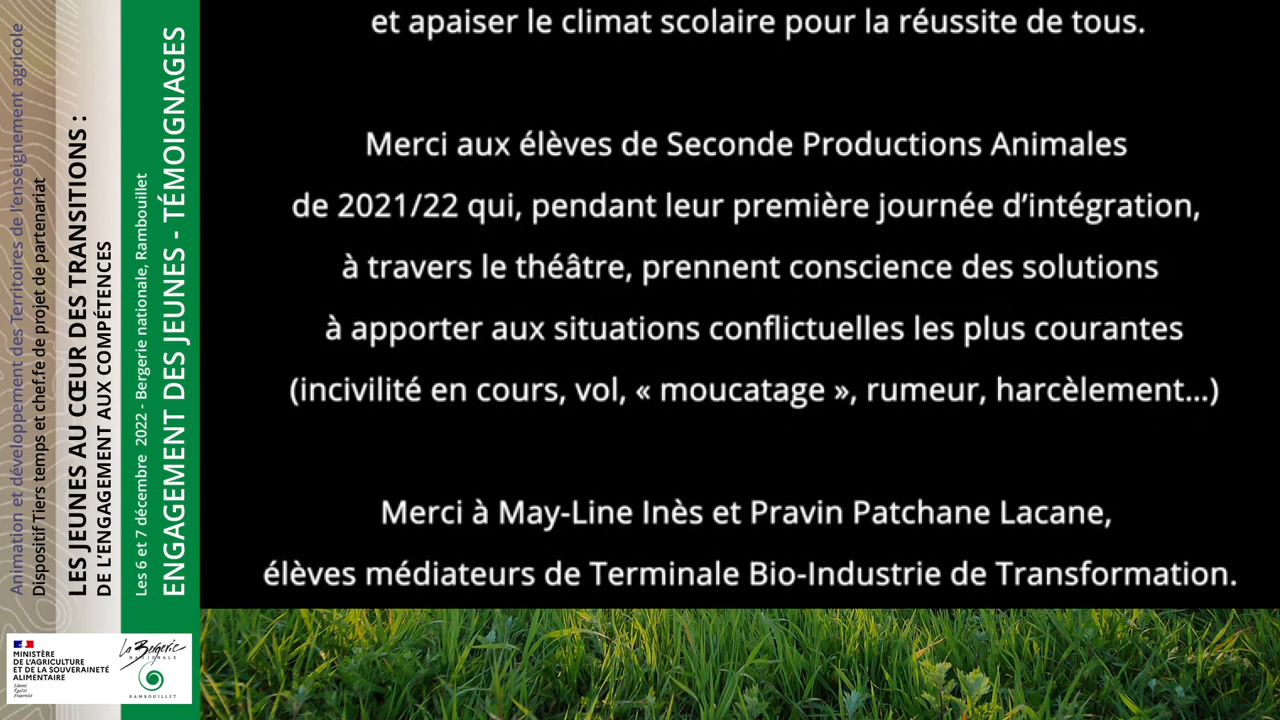 Animation et développement des Territoires de l'enseignement agricole
Dispositif Tiers temps et chef.fe de projet de partenariat
LES JEUNES AU CŒUR DES TRANSITIONS :
DE L'ENGAGEMENT AUX COMPÉTENCES
Les 6 et 7 décembre 2022 - Bergerie nationale, Rambouillet
ENGAGEMENT DES JEUNES - TÉMOIGNAGES
MINISTÈRE
DE L'AGRICULTURE
ET DE LA SOUVERAINETÉ
ALIMENTAIRE
Liberté
Égalité
Fraternité
La Bergerie
NATIONALE
RAMBOUILLET
et apaiser le climat scolaire pour la réussite de tous.
Merci aux élèves de Seconde Productions Animales
de 2021/22 qui, pendant leur première journée d’intégration,
à travers le théâtre, prennent conscience des solutions
à apporter aux situations conflictuelles les plus courantes
(incivilité en cours, vol, « moucatage », rumeur, harcèlement...)
Merci à May-Line Inès et Pravin Patchane Lacane,
élèves médiateurs de Terminale Bio-Industrie de Transformation.